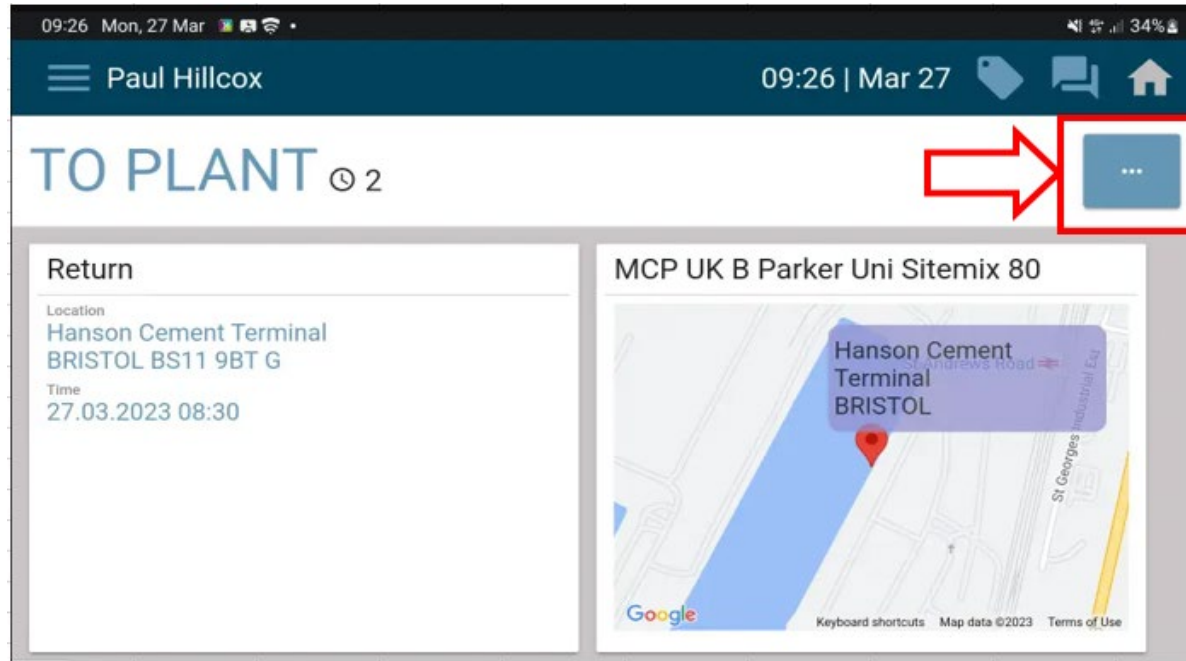 09:26 Mon, 27 Mar
34%
Paul Hillcox
09:26 | Mar 27
TO PLANT 2
...
Return
Location
Hanson Cement Terminal
BRISTOL BS11 9BT G
Time
27.03.2023 08:30
MCP UK B Parker Uni Sitemix 80
Hanson Cement
Terminal
BRISTOL
St Andrews Road
St Georges Industrial Est
Google
Keyboard shortcuts Map data ©2023 Terms of Use